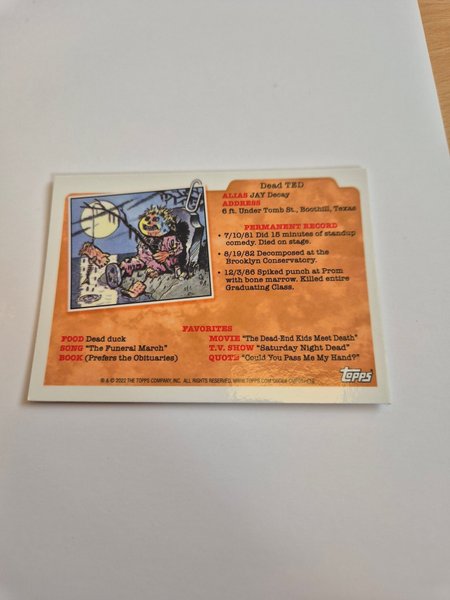 Dead TED
ALIAS JAY Decay
ADDRESS
6 ft. Under Tomb St., Boothill, Texas
PERMANENT RECORD
• 7/10/81 Did 15 minutes of standup
comedy. Died on stage.
• 8/19/82 Decomposed at the
Brooklyn Conservatory.
• 12/3/86 Spiked punch at Prom
with bone marrow. Killed entire
Graduating Class.
FAVORITES
FOOD Dead duck
SONG "The Funeral March"
BOOK (Prefers the Obituaries)
MOVIE "The Dead-End Kids Meet Death"
T.V. SHOW "Saturday Night Dead"
QUOTE "Could You Pass Me My Hand?"
® & © 2022 THE TOPPS COMPANY, INC. ALL RIGHTS RESERVED. WWW.TOPPS.COM
topps